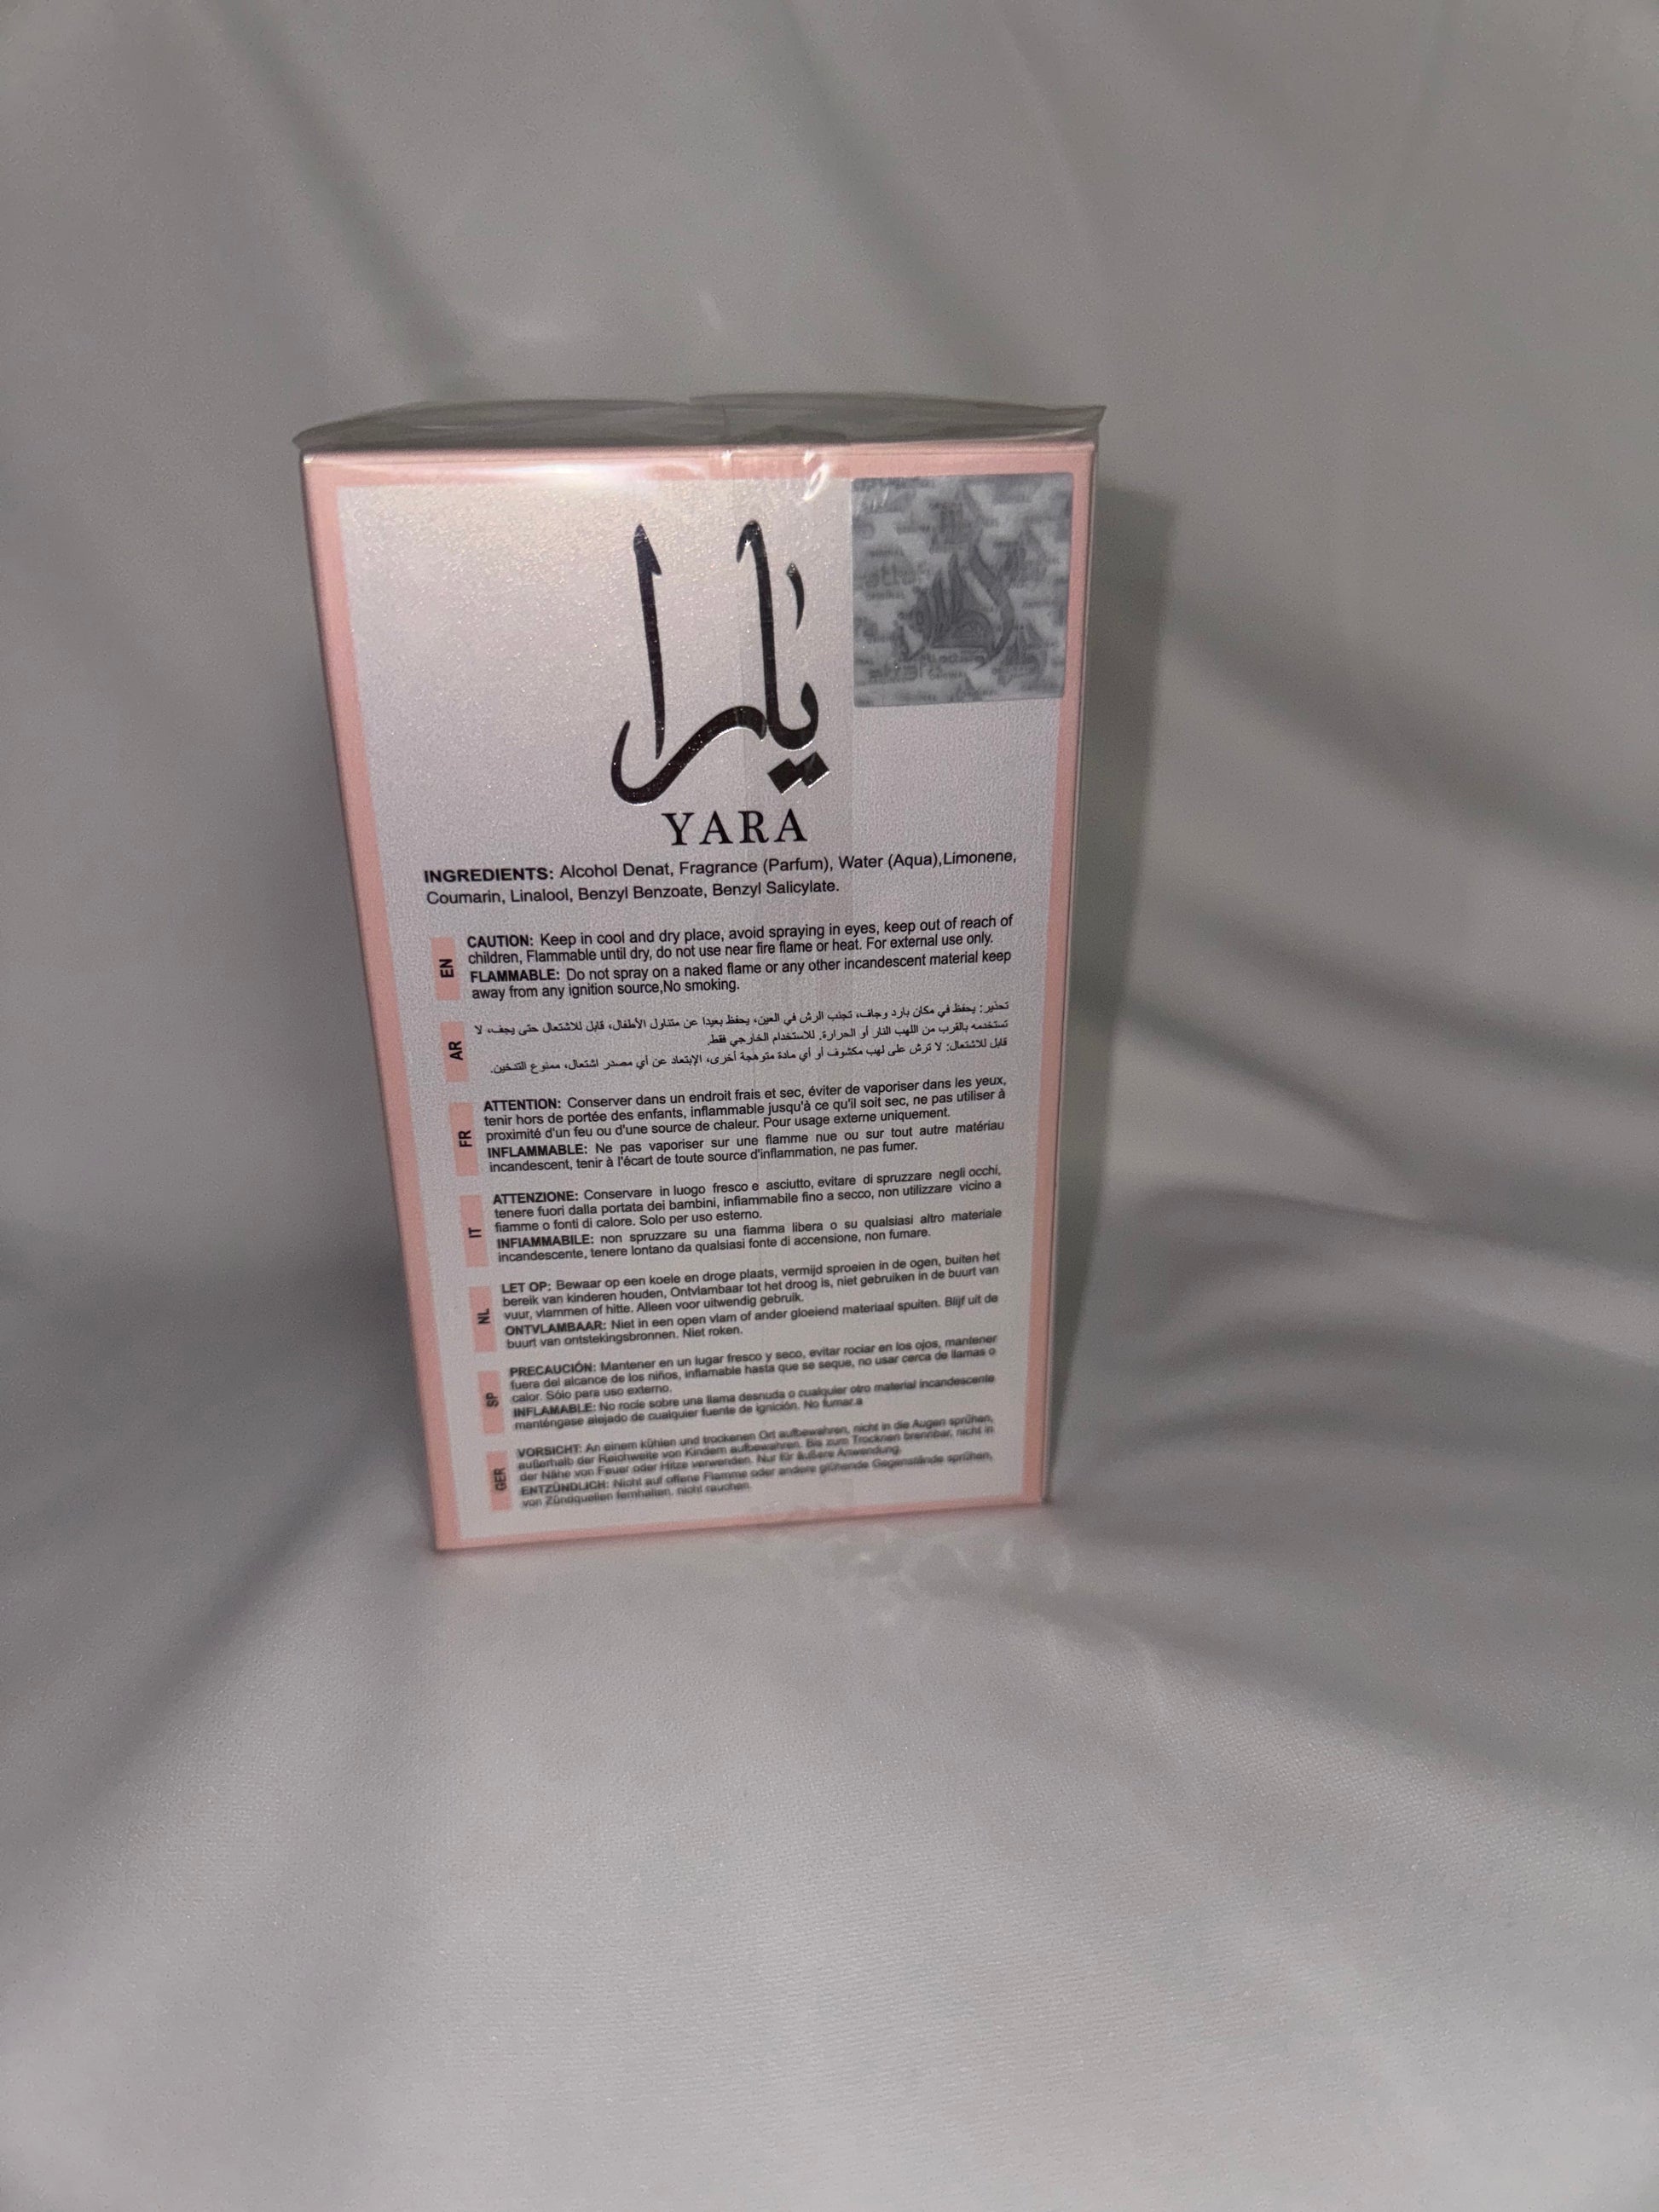 يارا
YARA
INGREDIENTS: Alcohol Denat, Fragrance (Parfum), Water (Aqua),Limonene,
Coumarin, Linalool, Benzyl Benzoate, Benzyl Salicylate.
EN
CAUTION: Keep in cool and dry place, avoid spraying in eyes, keep out of reach of
children, Flammable until dry, do not use near fire flame or heat. For external use only.
FLAMMABLE: Do not spray on a naked flame or any other incandescent material keep
away from any ignition source,No smoking.
AR
تحذير: يحفظ في مكان بارد وجاف، تجنب الرش في العين، يحفظ بعيدا عن متناول الأطفال، قابل للاشتعال حتى يجف، لا
تستخدمه بالقرب من اللهب النار أو الحرارة. للاستخدام الخارجي فقط.
قابل للاشتعال: لا ترش على لهب مكشوف أو أي مادة متوهجة أخرى، الإبتعاد عن أي مصدر اشتعال، ممنوع التدخين.
FR
ATTENTION: Conserver dans un endroit frais et sec, éviter de vaporiser dans les yeux,
tenir hors de portée des enfants, inflammable jusqu'à ce qu'il soit sec, ne pas utiliser à
proximité d'un feu ou d'une source de chaleur. Pour usage externe uniquement.
INFLAMMABLE: Ne pas vaporiser sur une flamme nue ou sur tout autre matériau
incandescent, tenir à l'écart de toute source d'inflammation, ne pas fumer.
IT
ATTENZIONE: Conservare in luogo fresco e asciutto, evitare di spruzzare negli occhi,
tenere fuori dalla portata dei bambini, infiammabile fino a secco, non utilizzare vicino a
fiamme o fonti di calore. Solo per uso esterno.
INFIAMMABILE: non spruzzare su una fiamma libera o su qualsiasi altro materiale
incandescente, tenere lontano da qualsiasi fonte di accensione, non fumare.
NL
LET OP: Bewaar op een koele en droge plaats, vermijd sproeien in de ogen, buiten het
bereik van kinderen houden, Ontvlambaar tot het droog is, niet gebruiken in de buurt van
vuur, vlammen of hitte. Alleen voor uitwendig gebruik.
ONTVLAMBAAR: Niet in een open vlam of ander gloeiend materiaal spuiten. Blijf uit de
buurt van ontstekingsbronnen. Niet roken.
SP
PRECAUCIÓN: Mantener en un lugar fresco y seco, evitar rociar en los ojos, mantener
fuera del alcance de los niños, inflamable hasta que se seque, no usar cerca de llamas o
calor. Sólo para uso externo.
INFLAMABLE: No rocíe sobre una llama desnuda o cualquier otro material incandescente
manténgase alejado de cualquier fuente de ignición. No fumar.a
GER
VORSICHT: An einem kühlen und trockenen Ort aufbewahren, nicht in die Augen sprühen,
außerhalb der Reichweite von Kindern aufbewahren. Bis zum Trocknen brennbar, nicht in
der Nähe von Feuer oder Hitze verwenden. Nur für äußere Anwendung.
ENTZÜNDLICH: Nicht auf offene Flamme oder andere glühende Gegenstände sprühen,
von Zündquellen fernhalten, nicht rauchen.